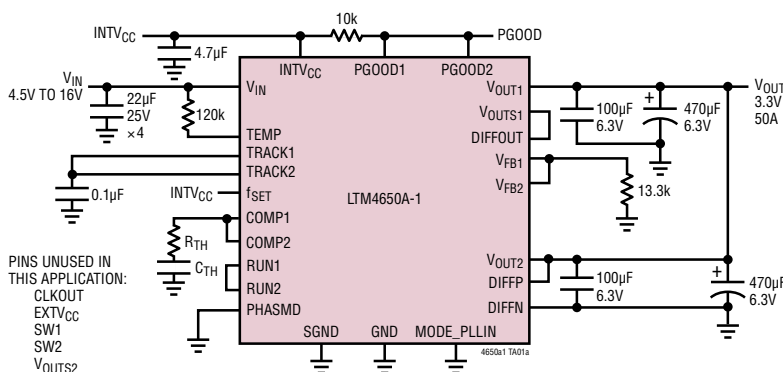 10k
INTVCC
PGOOD
4.7µF
INTVCC PGOOD1 PGOOD2
VIN
4.5V TO 16V
VIN
VOUT1
VOUT
3.3V
50A
22µF
25V
×4
120k
VOUTS1
DIFFOUT
100µF
6.3V
+
470µF
6.3V
TEMP
TRACK1
TRACK2
VFB1
VFB2
0.1µF
INTVCC
fSET
LTM4650A-1
13.3k
COMP1
COMP2
RTH
CTH
VOUT2
DIFFP
DIFFN
100µF
6.3V
+
470µF
6.3V
RUN1
RUN2
PHASMD
PINS UNUSED IN
THIS APPLICATION:
CLKOUT
EXTVCC
SW1
SW2
VOUTS2
SGND GND MODE_PLLIN
4650a1 TA01a